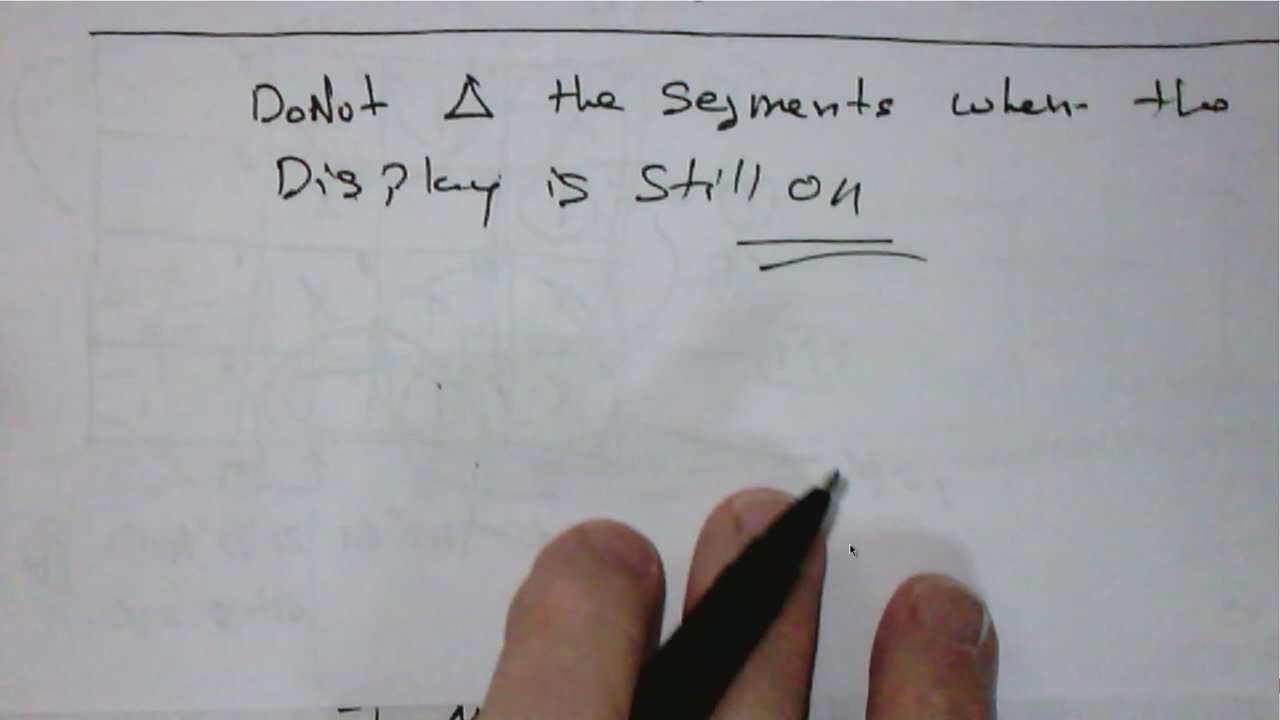 DoNot Δ the segments when the
Display is still on